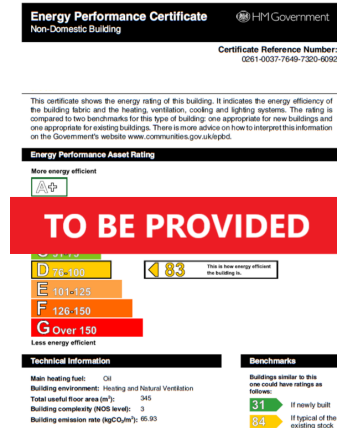 Energy Performance Certificate
Non-Domestic Building
HM Government
Certificate Reference Number:
0261-0037-7649-7320-6092
This certificate shows the energy rating of this building. It indicates the energy efficiency of
the building fabric and the heating, ventilation, cooling and lighting systems. The rating is
compared to two benchmarks for this type of building: one appropriate for new buildings and
one appropriate for existing buildings. There is more advice on how to interpret this information
on the Government's website www.communities.gov.uk/epbd.
Energy Performance Asset Rating
More energy efficient
A+
TO BE PROVIDED
D 76-100
83
This is how energy efficient
the building is.
E 101-125
F 126-150
G Over 150
Less energy efficient
Technical Information
Main heating fuel: Oil
Building environment: Heating and Natural Ventilation
Total useful floor area (m²): 345
Building complexity (NOS level): 3
Building emission rate (kgCO₂/m²): 65.93
Benchmarks
Buildings similar to this
one could have ratings as
follows:
31 If newly built
84 If typical of the
existing stock